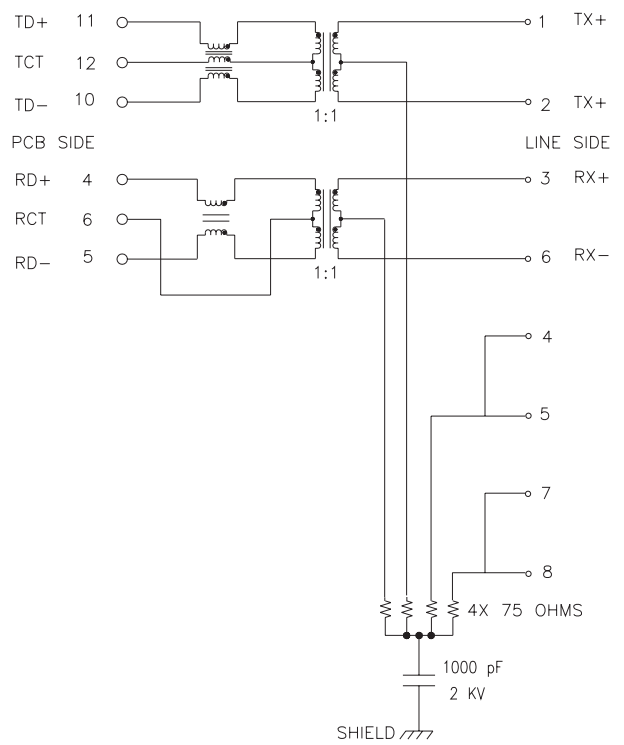 TD+ 11 1 TX+
TCT 12
TD- 10 2 TX+
1:1
PCB SIDE LINE SIDE
RD+ 4 3 RX+
RCT 6
RD- 5 6 RX-
1:1
4
5
7
8
4X 75 OHMS
1000 pF
2 KV
SHIELD